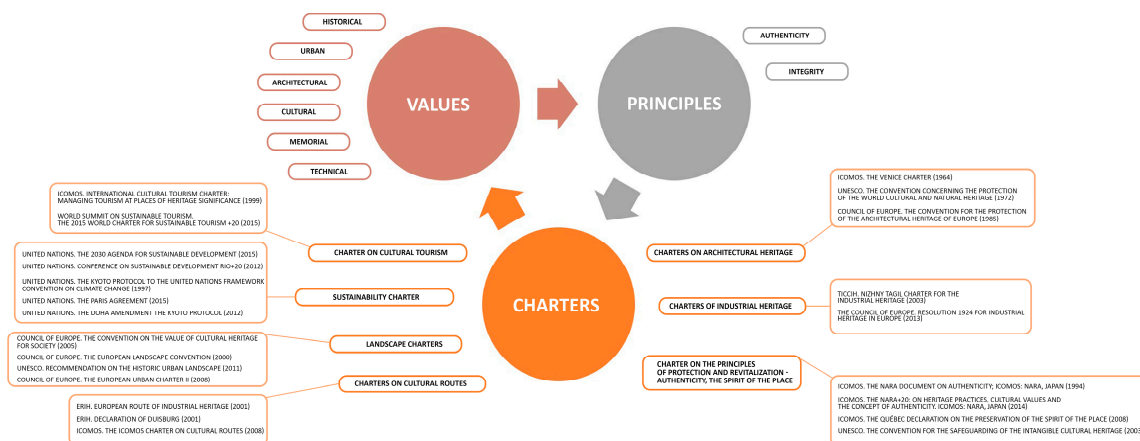 HISTORICAL
URBAN
ARCHITECTURAL
CULTURAL
MEMORIAL
TECHNICAL
VALUES
PRINCIPLES
AUTHENTICITY
INTEGRITY
ICOMOS. INTERNATIONAL CULTURAL TOURISM CHARTER:
MANAGING TOURISM AT PLACES OF HERITAGE SIGNIFICANCE (1999)
WORLD SUMMIT ON SUSTAINABLE TOURISM.
THE 2015 WORLD CHARTER FOR SUSTAINABLE TOURISM +20 (2015)
CHARTER ON CULTURAL TOURISM
UNITED NATIONS. THE 2030 AGENDA FOR SUSTAINABLE DEVELOPMENT (2015)
UNITED NATIONS. CONFERENCE ON SUSTAINABLE DEVELOPMENT RIO+20 (2012)
UNITED NATIONS. THE KYOTO PROTOCOL TO THE UNITED NATIONS FRAMEWORK
CONVENTION ON CLIMATE CHANGE (1997)
UNITED NATIONS. THE PARIS AGREEMENT (2015)
UNITED NATIONS. THE DOHA AMENDMENT THE KYOTO PROTOCOL (2012)
SUSTAINABILITY CHARTER
COUNCIL OF EUROPE. THE CONVENTION ON THE VALUE OF CULTURAL HERITAGE
FOR SOCIETY (2005)
COUNCIL OF EUROPE. THE EUROPEAN LANDSCAPE CONVENTION (2000)
UNESCO. RECOMMENDATION ON THE HISTORIC URBAN LANDSCAPE (2011)
COUNCIL OF EUROPE. THE EUROPEAN URBAN CHARTER II (2008)
LANDSCAPE CHARTERS
CHARTERS ON CULTURAL ROUTES
ERIH. EUROPEAN ROUTE OF INDUSTRIAL HERITAGE (2001)
ERIH. DECLARATION OF DUISBURG (2001)
ICOMOS. THE ICOMOS CHARTER ON CULTURAL ROUTES (2008)
CHARTERS
ICOMOS. THE VENICE CHARTER (1964)
UNESCO. THE CONVENTION CONCERNING THE PROTECTION
OF THE WORLD CULTURAL AND NATURAL HERITAGE (1972)
COUNCIL OF EUROPE. THE CONVENTION FOR THE PROTECTION
OF THE ARCHITECTURAL HERITAGE OF EUROPE (1985)
CHARTERS ON ARCHITECTURAL HERITAGE
CHARTERS OF INDUSTRIAL HERITAGE
TICCIH. NIZHNY TAGIL CHARTER FOR THE
INDUSTRIAL HERITAGE (2003)
THE COUNCIL OF EUROPE. RESOLUTION 1924 FOR INDUSTRIAL
HERITAGE IN EUROPE (2013)
CHARTER ON THE PRINCIPLES
OF PROTECTION AND REVITALIZATION -
AUTHENTICITY, THE SPIRIT OF THE PLACE
ICOMOS. THE NARA DOCUMENT ON AUTHENTICITY; ICOMOS: NARA, JAPAN (1994)
ICOMOS. THE NARA+20: ON HERITAGE PRACTICES, CULTURAL VALUES AND
THE CONCEPT OF AUTHENTICITY. ICOMOS: NARA, JAPAN (2014)
ICOMOS. THE QUÉBEC DECLARATION ON THE PRESERVATION OF THE SPIRIT OF THE PLACE (2008)
UNESCO. THE CONVENTION FOR THE SAFEGUARDING OF THE INTANGIBLE CULTURAL HERITAGE (2003